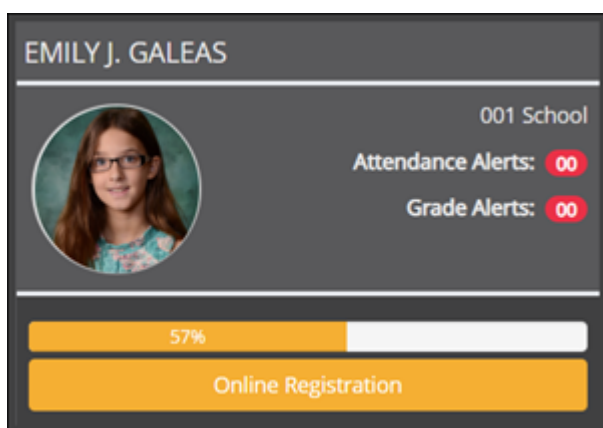 EMILY J. GALEAS
001 School
Attendance Alerts: 00
Grade Alerts: 00
57%
Online Registration